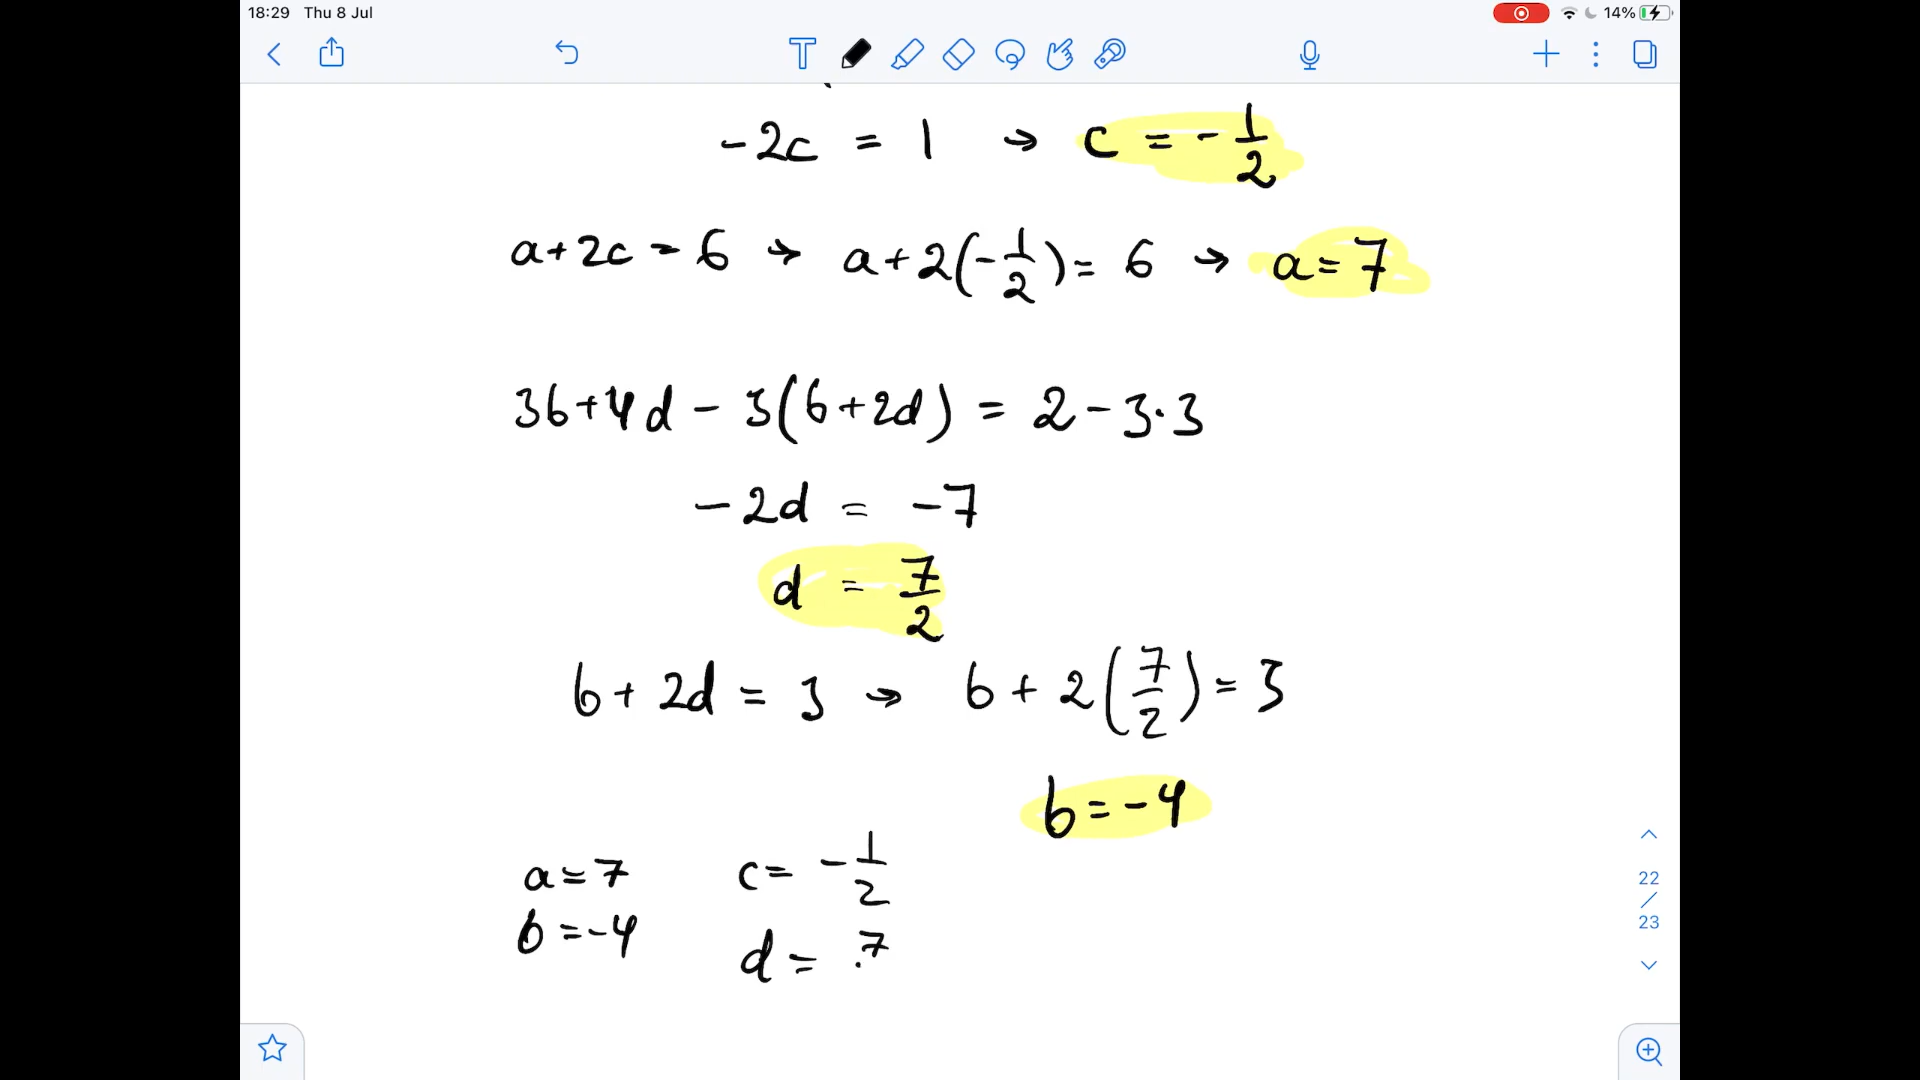 18:29 Thu 8 Jul 14%
T
-2c = 1 → c = -1/2
a+2c = 6 → a+2(-1/2) = 6 → a = 7
3b+4d - 3(b+2d) = 2-3·3
-2d = -7
d = 7/2
b + 2d = 3 → b + 2(7/2) = 3
b = -4
a = 7 c = -1/2
b = -4 d = 7
22
/
23